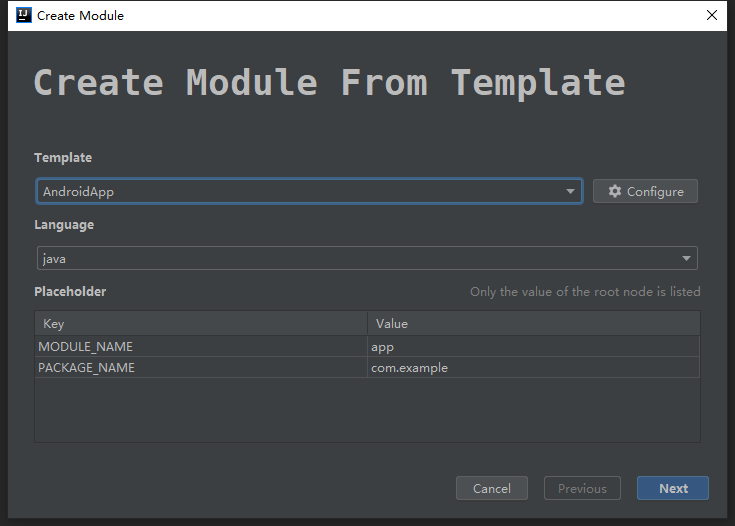 IJ
Create Module
Create Module From Template
Template
AndroidApp
Configure
Language
java
Placeholder Only the value of the root node is listed
Key Value
MODULE_NAME app
PACKAGE_NAME com.example
Cancel Previous Next